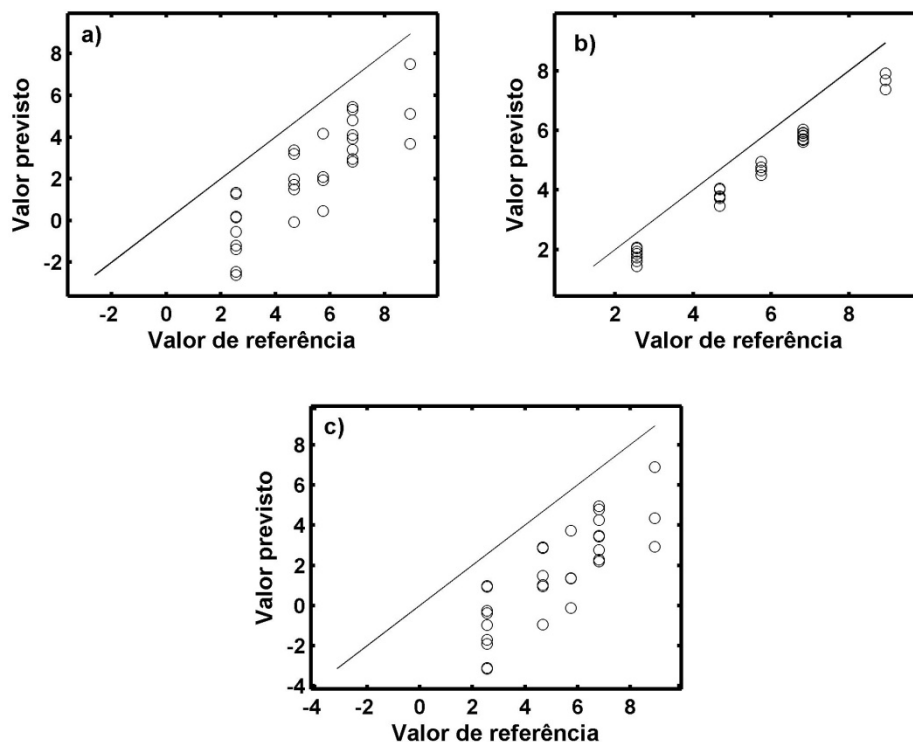 a)
Valor previsto
8
6
4
2
0
-2
-2 0 2 4 6 8
Valor de referência
b)
Valor previsto
8
6
4
2
2 4 6 8
Valor de referência
c)
Valor previsto
8
6
4
2
0
-2
-4
-4 -2 0 2 4 6 8
Valor de referência